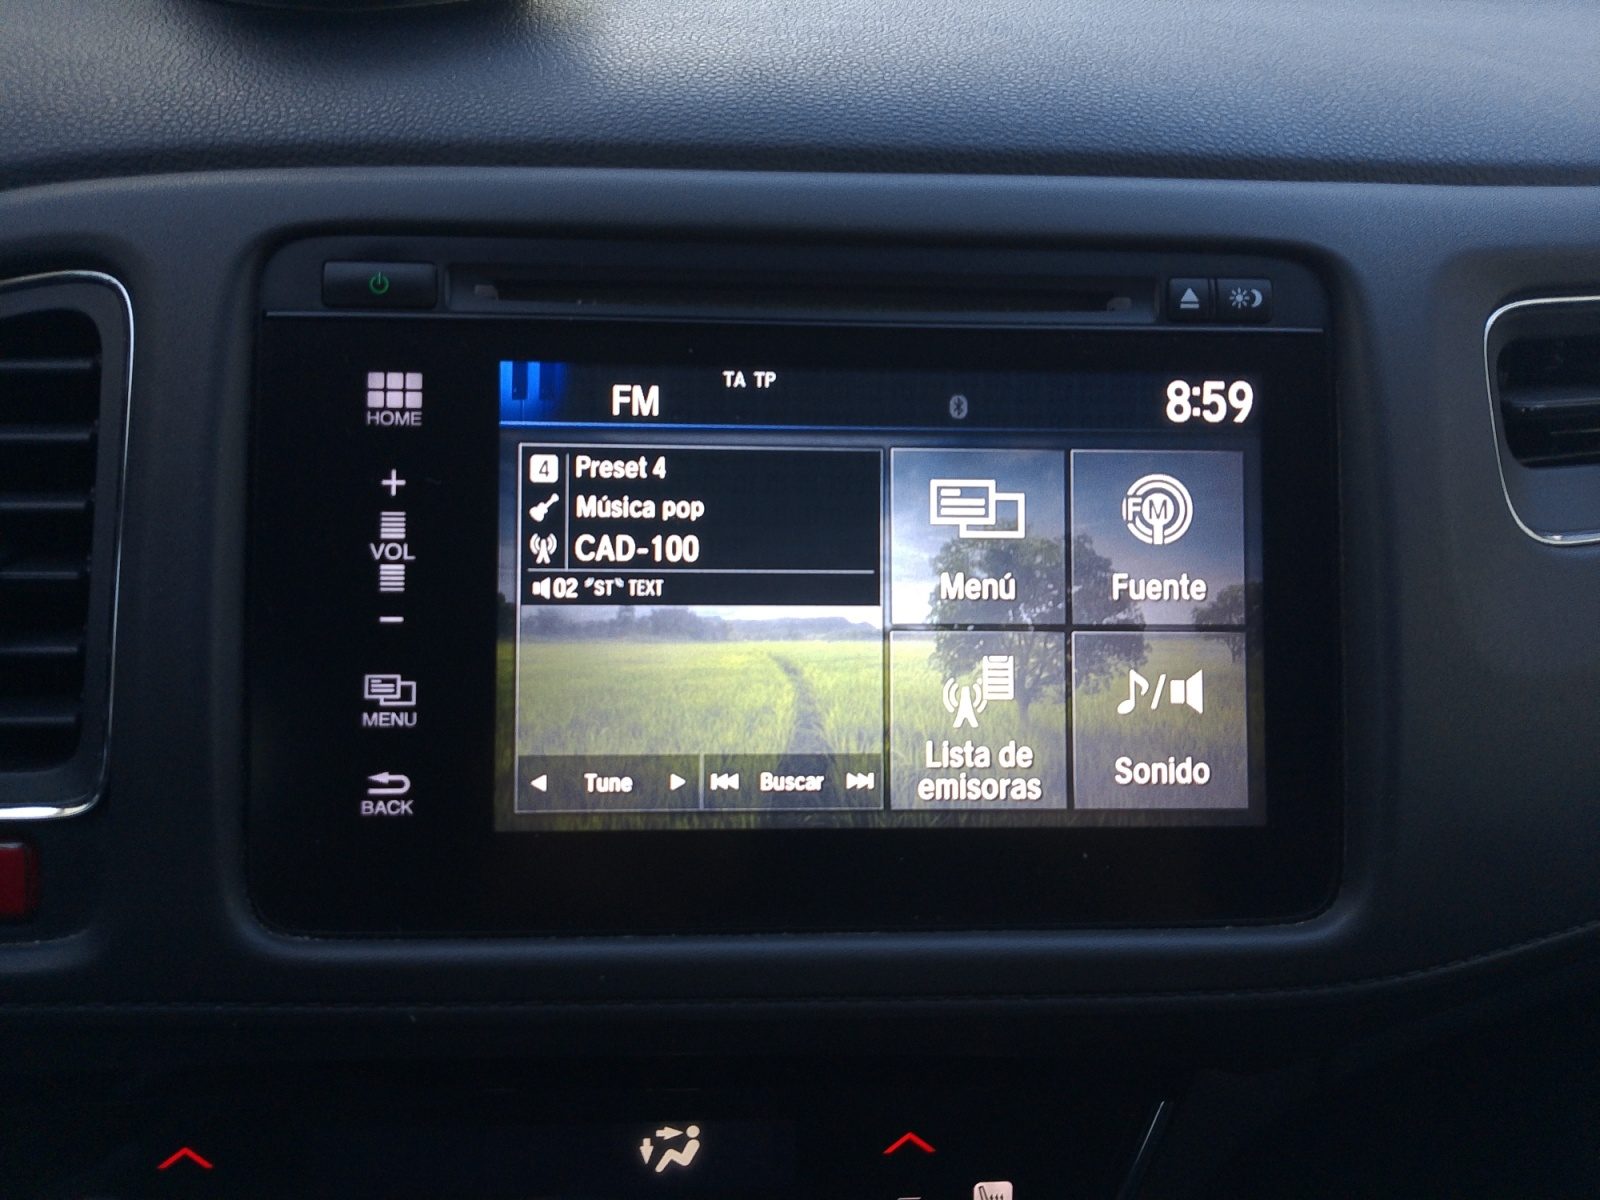 TA TP
FM
8:59
HOME
4 Preset 4
Música pop
CAD-100
02 "ST" TEXT
+
VOL
-
MENU
BACK
Menú
FM
Fuente
Lista de
emisoras
Sonido
Tune
Buscar